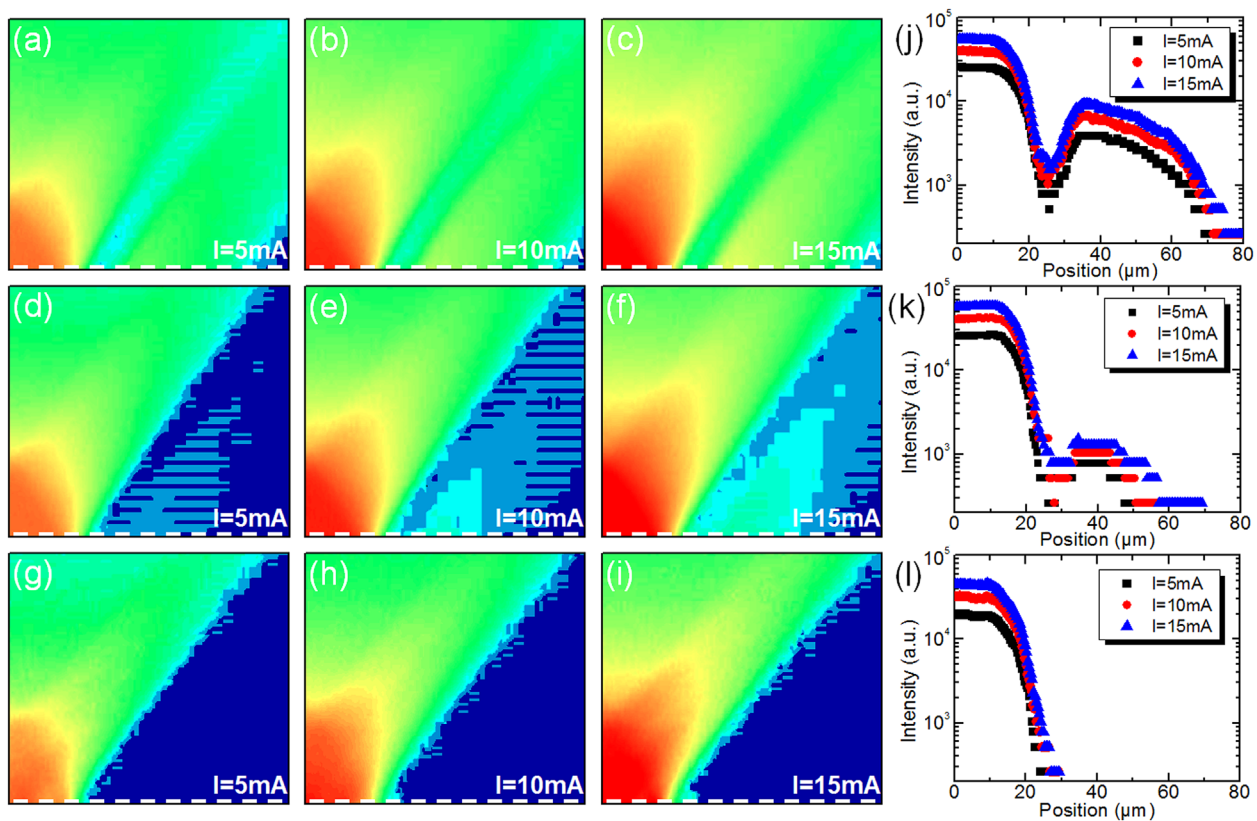 (a)
I=5mA
(b)
I=10mA
(c)
I=15mA
(j)
I=5mA
I=10mA
I=15mA
Intensity (a.u.)
10^5
10^4
10^3
0 20 40 60 80
Position (µm)
(d)
I=5mA
(e)
I=10mA
(f)
I=15mA
(k)
I=5mA
I=10mA
I=15mA
Intensity (a.u.)
10^5
10^4
10^3
0 20 40 60 80
Position (µm)
(g)
I=5mA
(h)
I=10mA
(i)
I=15mA
(l)
I=5mA
I=10mA
I=15mA
Intensity (a.u.)
10^5
10^4
10^3
0 20 40 60 80
Position (µm)